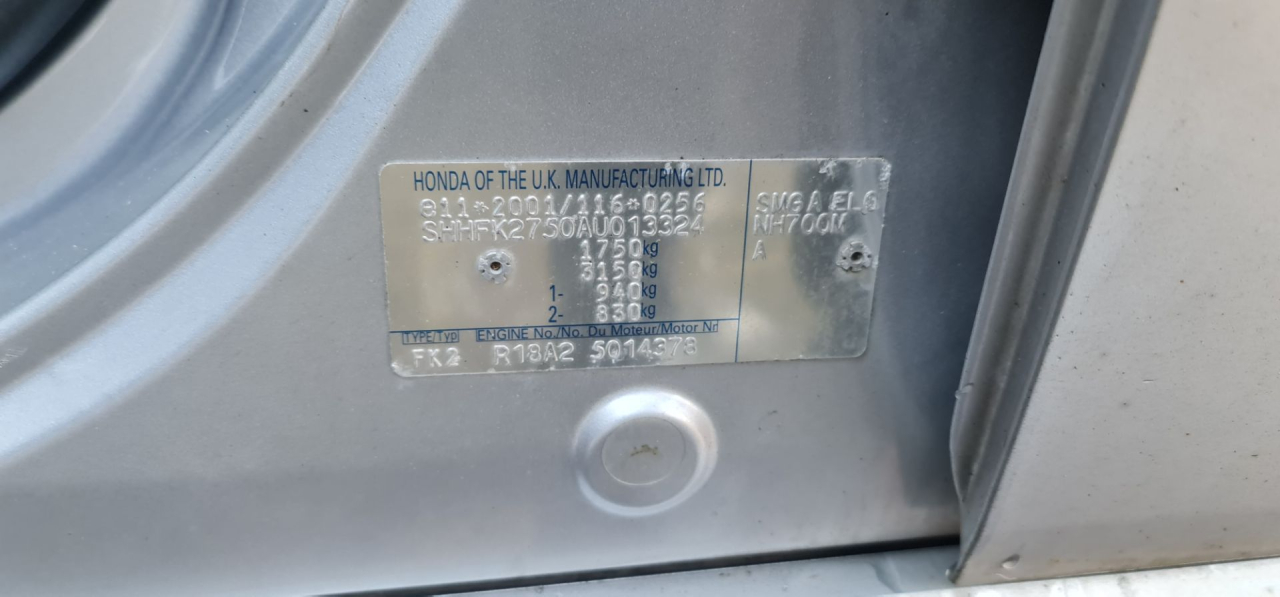 HONDA OF THE U.K. MANUFACTURING LTD.
e11*2001/116*0256
SHHFK2750AU013324
1750kg
3150kg
1- 940kg
2- 830kg
TYPE/Typ ENGINE No./No. Du Moteur/Motor Nr
FK2 R18A2 5014378
SMGA EL6
NH700M
A